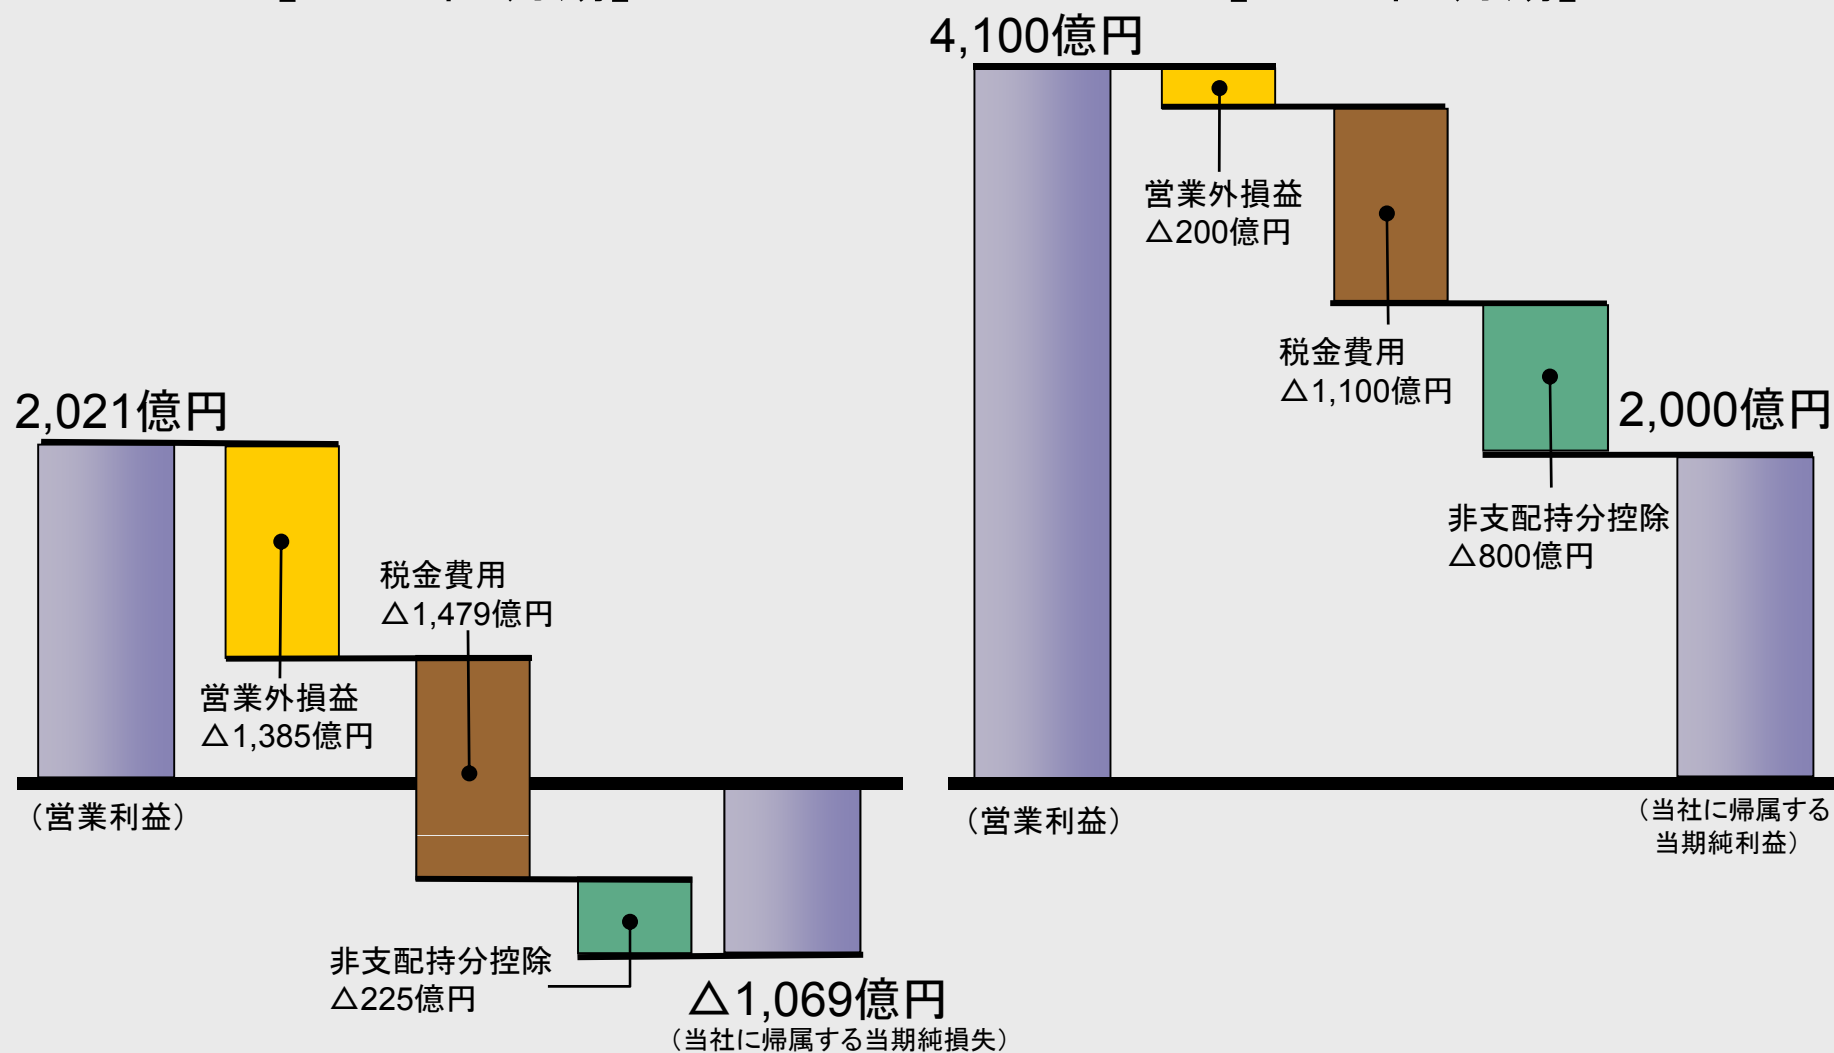 2,021億円
営業外損益
△1,385億円
税金費用
△1,479億円
(営業利益)
非支配持分控除
△225億円
△1,069億円
(当社に帰属する当期純損失)
4,100億円
営業外損益
△200億円
税金費用
△1,100億円
非支配持分控除
△800億円
2,000億円
(営業利益)
(当社に帰属する
当期純利益)